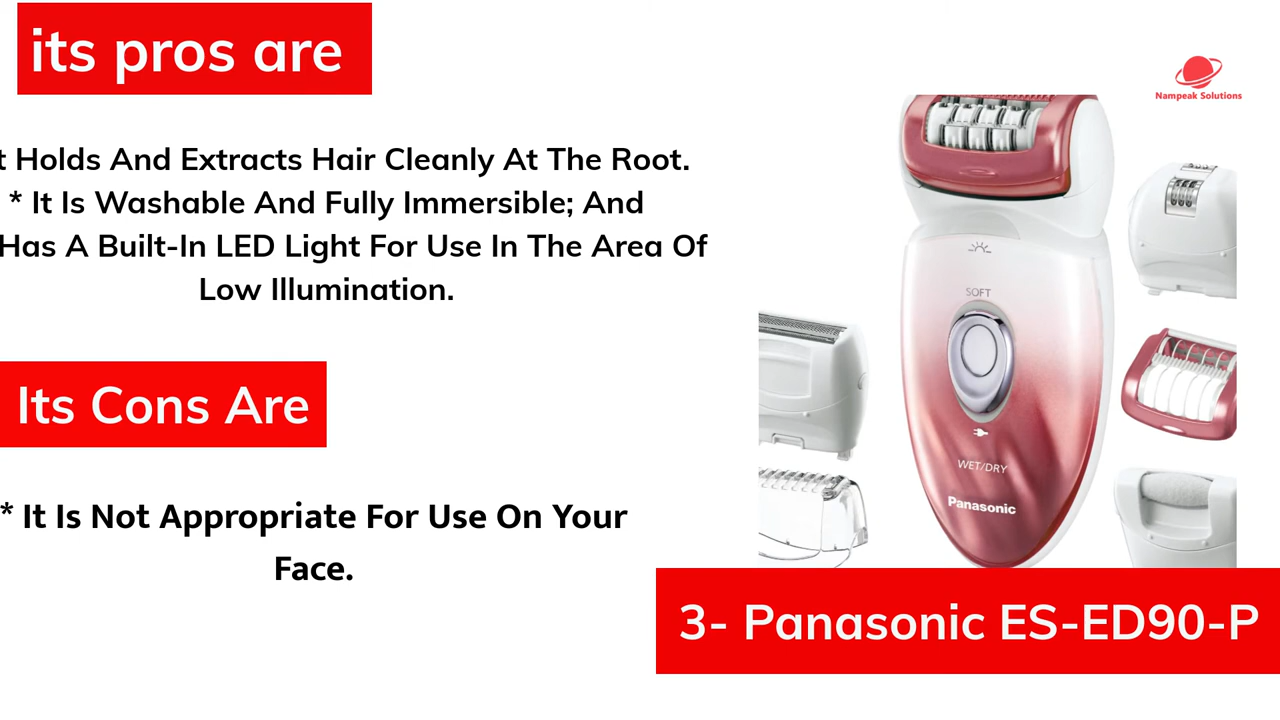 its pros are
Nampeak Solutions
t Holds And Extracts Hair Cleanly At The Root.
* It Is Washable And Fully Immersible; And
Has A Built-In LED Light For Use In The Area Of
Low Illumination.
SOFT
Its Cons Are
WET/DRY
Panasonic
* It Is Not Appropriate For Use On Your
Face.
3- Panasonic ES-ED90-P